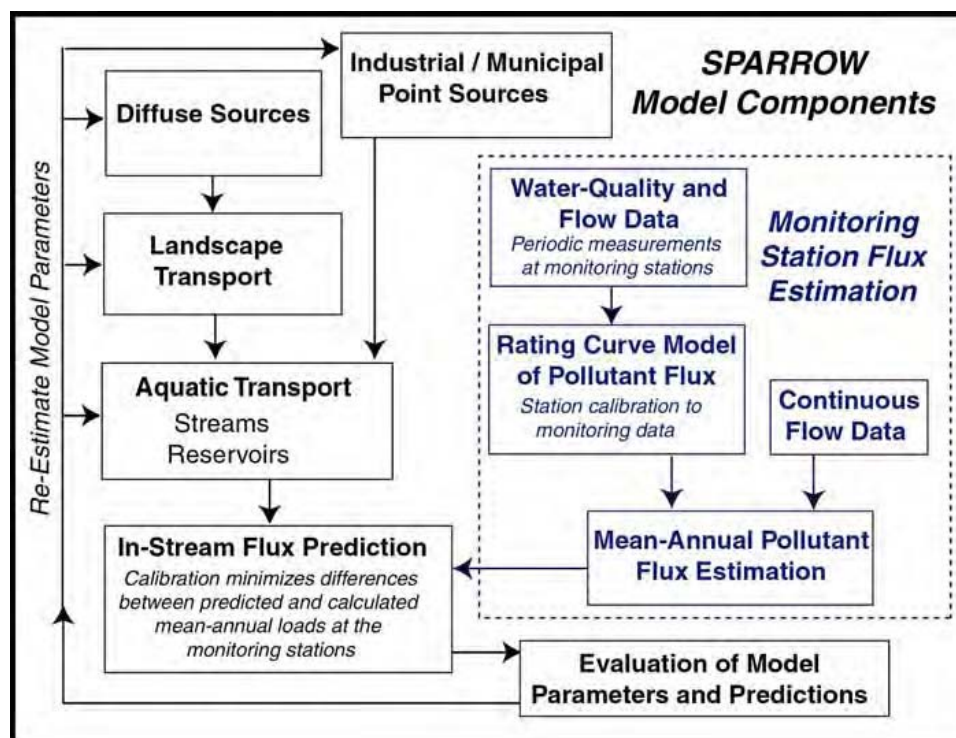 SPARROW
Model Components
Industrial / Municipal
Point Sources
Diffuse Sources
Landscape
Transport
Aquatic Transport
Streams
Reservoirs
In-Stream Flux Prediction
Calibration minimizes differences
between predicted and calculated
mean-annual loads at the
monitoring stations
Re-Estimate Model Parameters
Monitoring
Station Flux
Estimation
Water-Quality and
Flow Data
Periodic measurements
at monitoring stations
Rating Curve Model
of Pollutant Flux
Station calibration to
monitoring data
Continuous
Flow Data
Mean-Annual Pollutant
Flux Estimation
Evaluation of Model
Parameters and Predictions